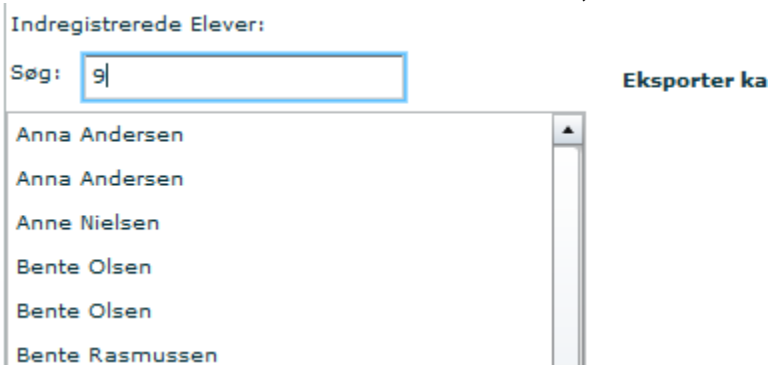 Indregistrerede Elever:
Søg: 9
Eksporter ka
Anna Andersen
Anna Andersen
Anne Nielsen
Bente Olsen
Bente Olsen
Bente Rasmussen